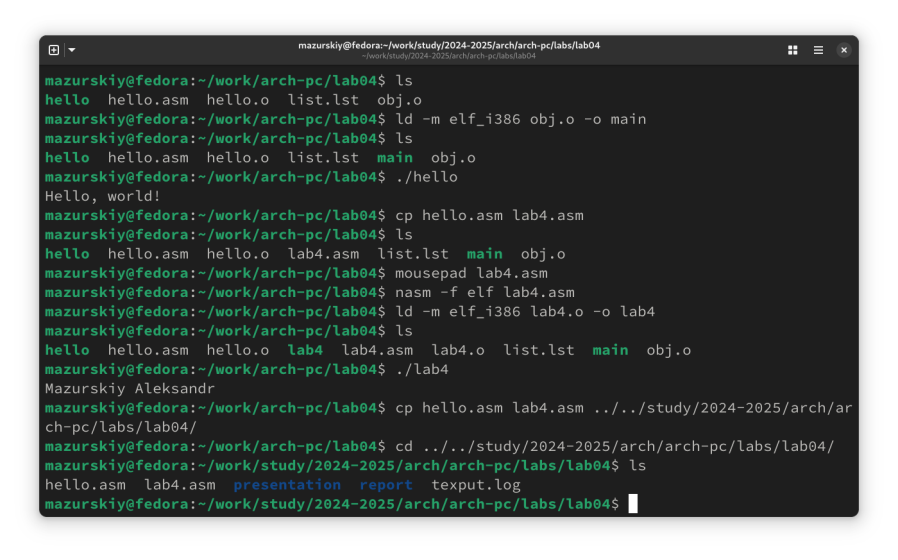 mazurskiy@fedora:~/work/study/2024-2025/arch/arch-pc/labs/lab04
~/work/study/2024-2025/arch/arch-pc/labs/lab04
mazurskiy@fedora:~/work/arch-pc/lab04$ ls
hello  hello.asm  hello.o  list.lst  obj.o
mazurskiy@fedora:~/work/arch-pc/lab04$ ld -m elf_i386 obj.o -o main
mazurskiy@fedora:~/work/arch-pc/lab04$ ls
hello  hello.asm  hello.o  list.lst  main  obj.o
mazurskiy@fedora:~/work/arch-pc/lab04$ ./hello
Hello, world!
mazurskiy@fedora:~/work/arch-pc/lab04$ cp hello.asm lab4.asm
mazurskiy@fedora:~/work/arch-pc/lab04$ ls
hello  hello.asm  hello.o  lab4.asm  list.lst  main  obj.o
mazurskiy@fedora:~/work/arch-pc/lab04$ mousepad lab4.asm
mazurskiy@fedora:~/work/arch-pc/lab04$ nasm -f elf lab4.asm
mazurskiy@fedora:~/work/arch-pc/lab04$ ld -m elf_i386 lab4.o -o lab4
mazurskiy@fedora:~/work/arch-pc/lab04$ ls
hello  hello.asm  hello.o  lab4  lab4.asm  lab4.o  list.lst  main  obj.o
mazurskiy@fedora:~/work/arch-pc/lab04$ ./lab4
Mazurskiy Aleksandr
mazurskiy@fedora:~/work/arch-pc/lab04$ cp hello.asm lab4.asm ../../study/2024-2025/arch/ar
ch-pc/labs/lab04/
mazurskiy@fedora:~/work/arch-pc/lab04$ cd ../../study/2024-2025/arch/arch-pc/labs/lab04/
mazurskiy@fedora:~/work/study/2024-2025/arch/arch-pc/labs/lab04$ ls
hello.asm  lab4.asm  presentation  report  texput.log
mazurskiy@fedora:~/work/study/2024-2025/arch/arch-pc/labs/lab04$